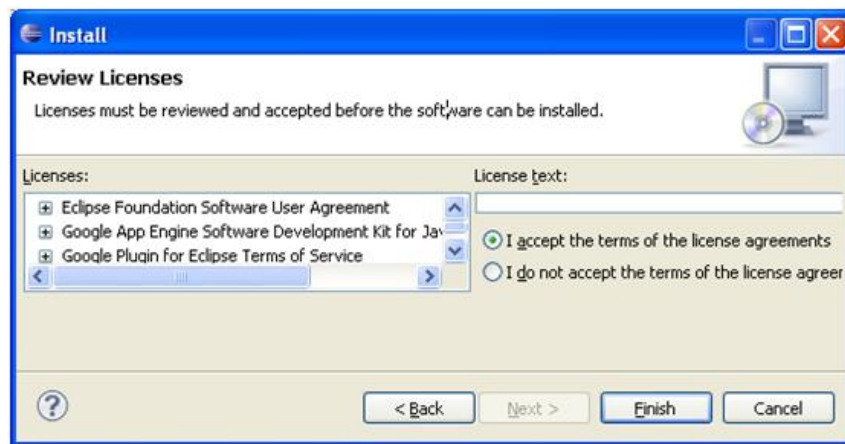 Install
Review Licenses
Licenses must be reviewed and accepted before the software can be installed.
Licenses:
Eclipse Foundation Software User Agreement
Google App Engine Software Development Kit for Jav
Google Plugin for Eclipse Terms of Service
License text:
I accept the terms of the license agreements
I do not accept the terms of the license agreer
?
< Back
Next >
Finish
Cancel